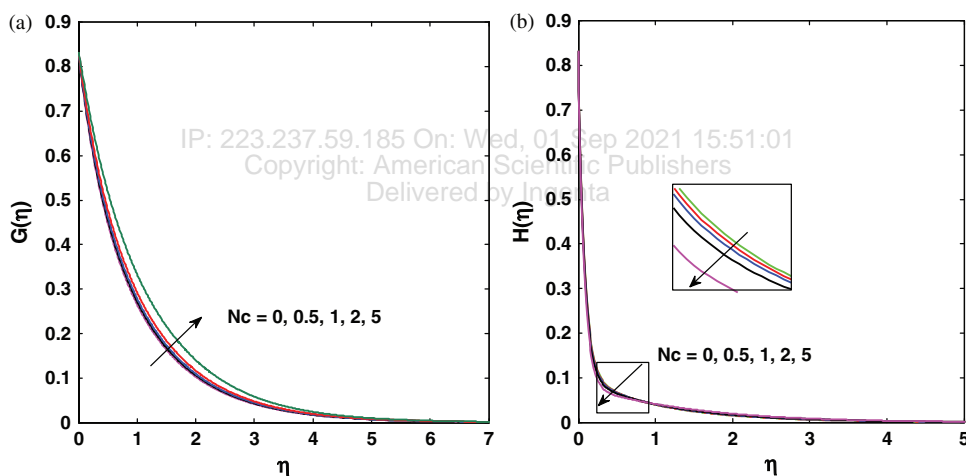 (a)
0.9
0.8
0.7
0.6
0.5
0.4
0.3
0.2
0.1
0
G(η)
0 1 2 3 4 5 6 7
η
Nc = 0, 0.5, 1, 2, 5
(b)
0.9
0.8
0.7
0.6
0.5
0.4
0.3
0.2
0.1
0
H(η)
0 1 2 3 4 5
η
Nc = 0, 0.5, 1, 2, 5
IP: 223.237.59.185 On: Wed, 01 Sep 2021 15:51:01
Copyright: American Scientific Publishers
Delivered by Ingenta